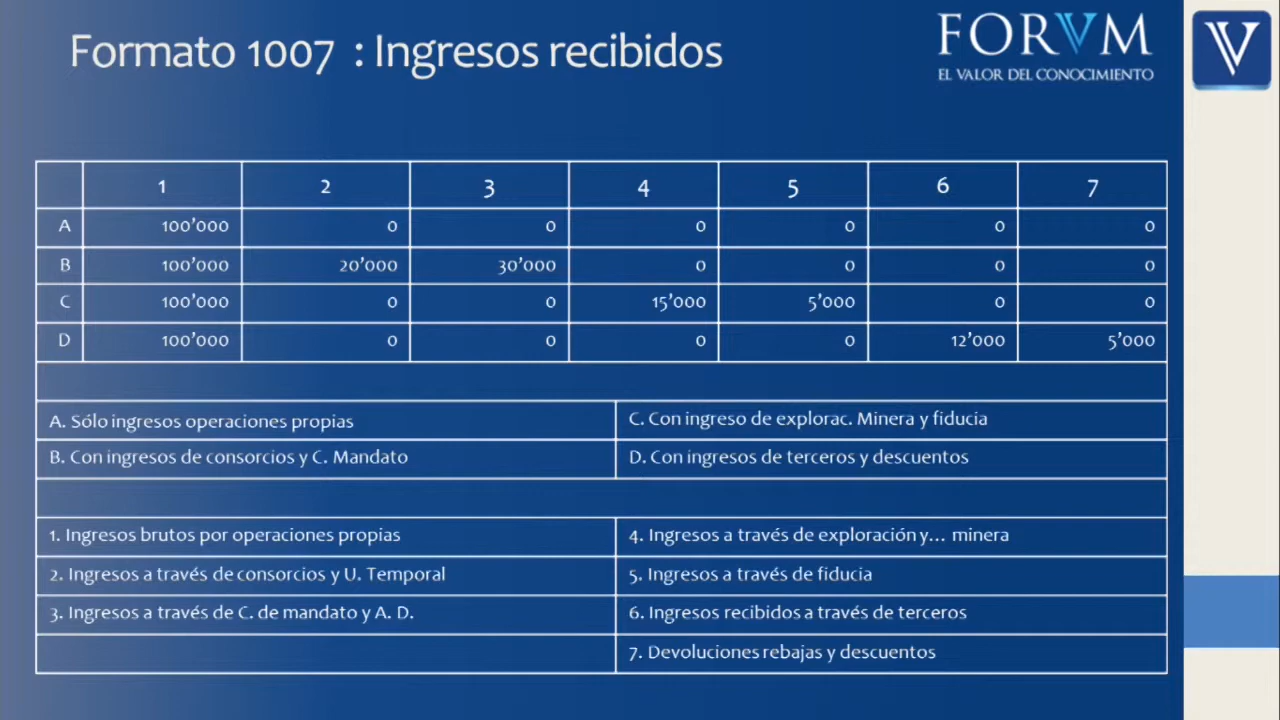 Formato 1007 : Ingresos recibidos
FORVM
EL VALOR DEL CONOCIMIENTO
V
1 2 3 4 5 6 7
A 100'000 0 0 0 0 0 0
B 100'000 20'000 30'000 0 0 0 0
C 100'000 0 0 15'000 5'000 0 0
D 100'000 0 0 0 0 12'000 5'000
A. Sólo ingresos operaciones propias
C. Con ingreso de explorac. Minera y fiducia
B. Con ingresos de consorcios y C. Mandato
D. Con ingresos de terceros y descuentos
1. Ingresos brutos por operaciones propias
4. Ingresos a través de exploración y... minera
2. Ingresos a través de consorcios y U. Temporal
5. Ingresos a través de fiducia
3. Ingresos a través de C. de mandato y A. D.
6. Ingresos recibidos a través de terceros
7. Devoluciones rebajas y descuentos